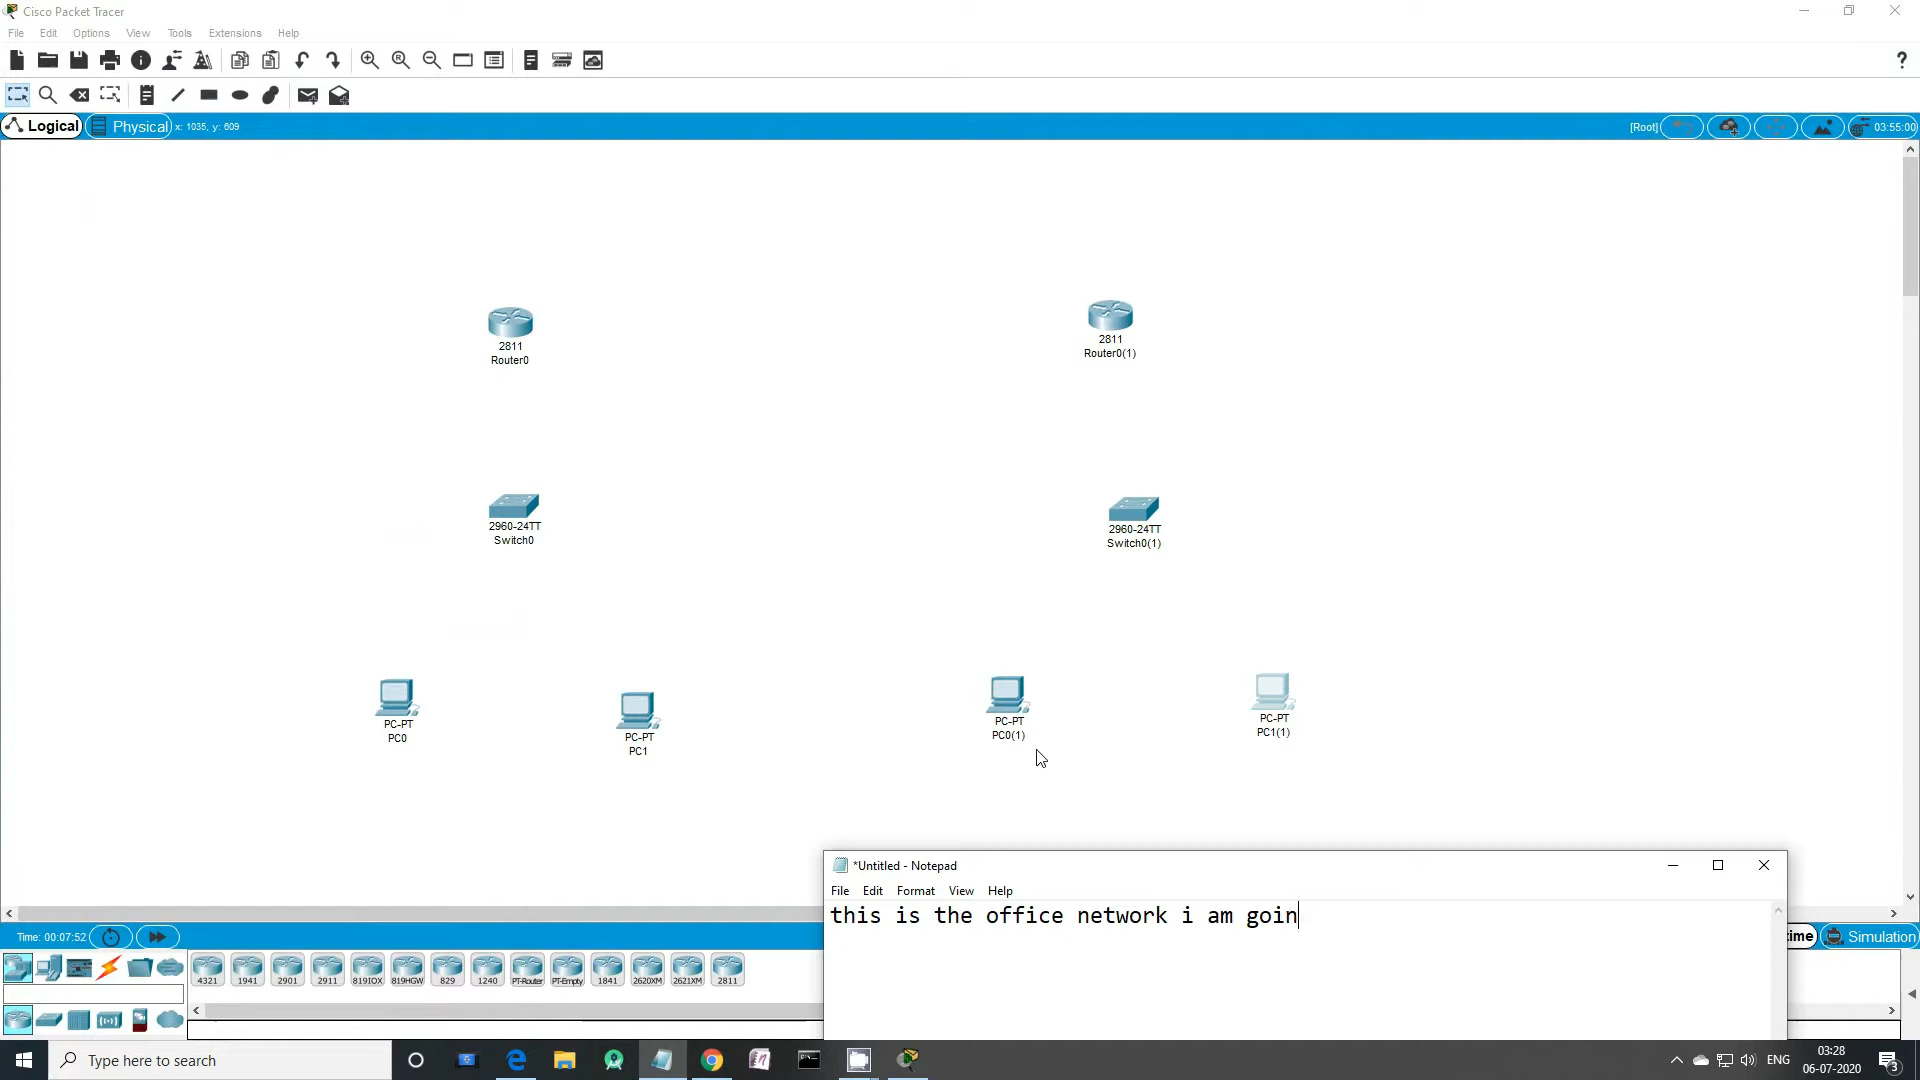 Cisco Packet Tracer
File Edit Options View Tools Extensions Help
?
Logical Physical x: 1035, y: 609 [Root] 03:55:00
2811
Router0
2811
Router0(1)
2960-24TT
Switch0
2960-24TT
Switch0(1)
PC-PT
PC0
PC-PT
PC1
PC-PT
PC0(1)
PC-PT
PC1(1)
*Untitled - Notepad
File Edit Format View Help
this is the office network i am goin
Time: 00:07:52
time Simulation
4321 1941 2901 2911 819IOX 819HGW 829 1240 PT-Router PT-Empty 1841 2620XM 2621XM 2811
Type here to search
ENG
03:28
06-07-2020
3